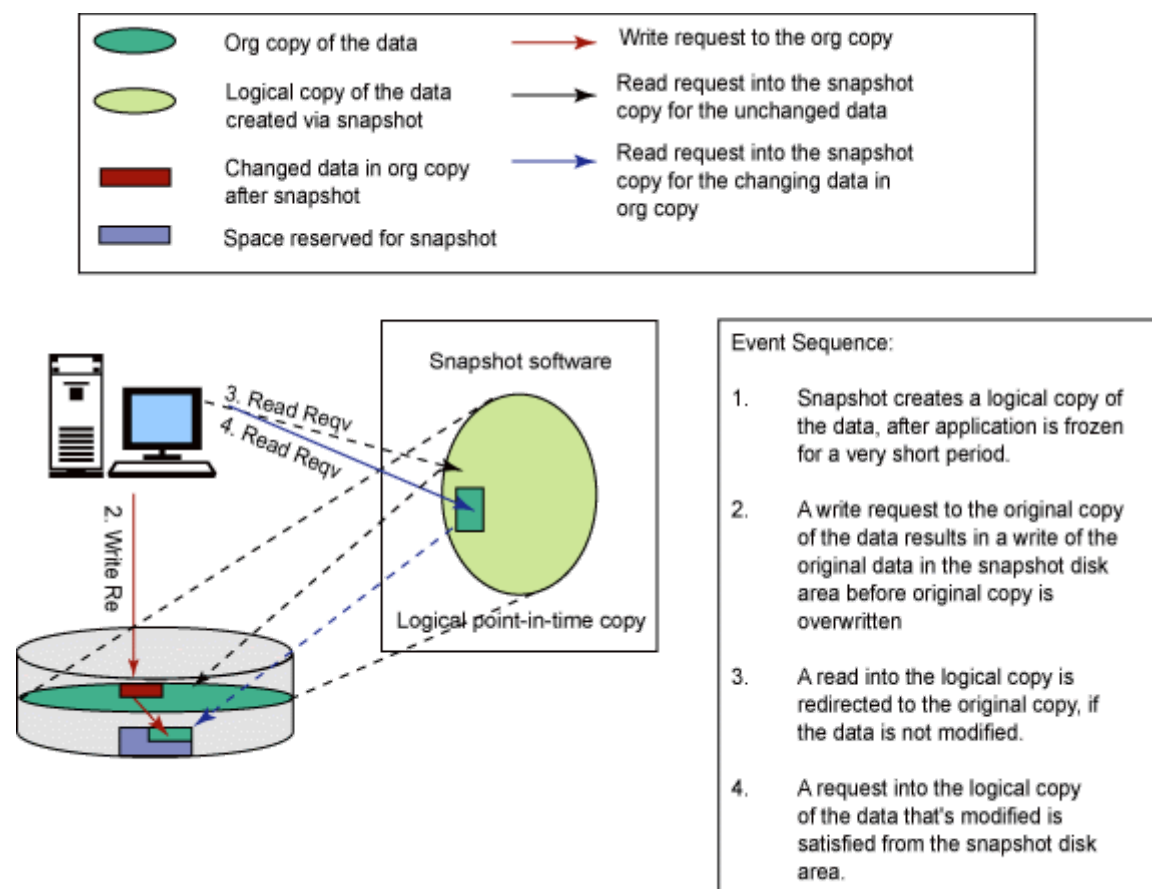 Org copy of the data
Logical copy of the data
created via snapshot
Changed data in org copy
after snapshot
Space reserved for snapshot
Write request to the org copy
Read request into the snapshot
copy for the unchanged data
Read request into the snapshot
copy for the changing data in
org copy
Snapshot software
3. Read Reqv
4. Read Reqv
2. Write Re
Logical point-in-time copy
Event Sequence:
1. Snapshot creates a logical copy of
the data, after application is frozen
for a very short period.
2. A write request to the original copy
of the data results in a write of the
original data in the snapshot disk
area before original copy is
overwritten
3. A read into the logical copy is
redirected to the original copy, if
the data is not modified.
4. A request into the logical copy
of the data that's modified is
satisfied from the snapshot disk
area.